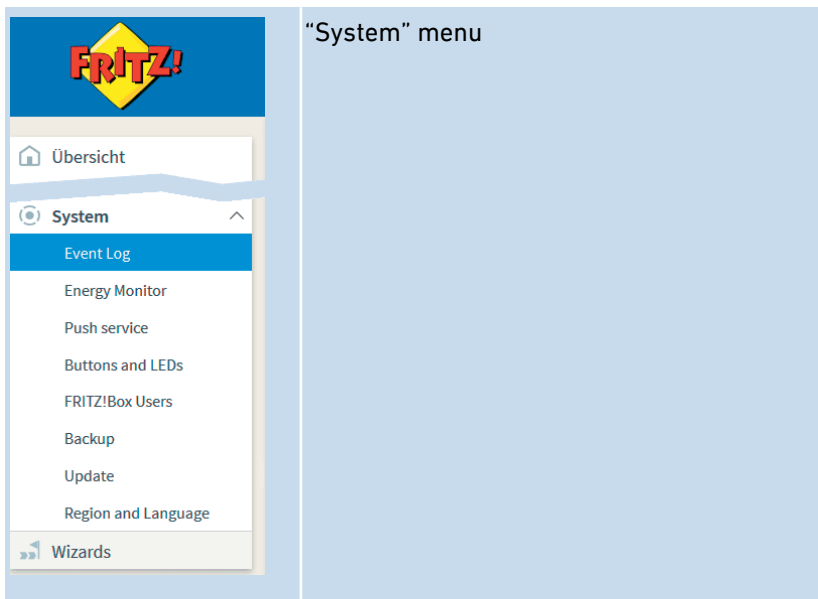 FRITZ!
“System” menu
Übersicht
System
Event Log
Energy Monitor
Push service
Buttons and LEDs
FRITZ!Box Users
Backup
Update
Region and Language
Wizards